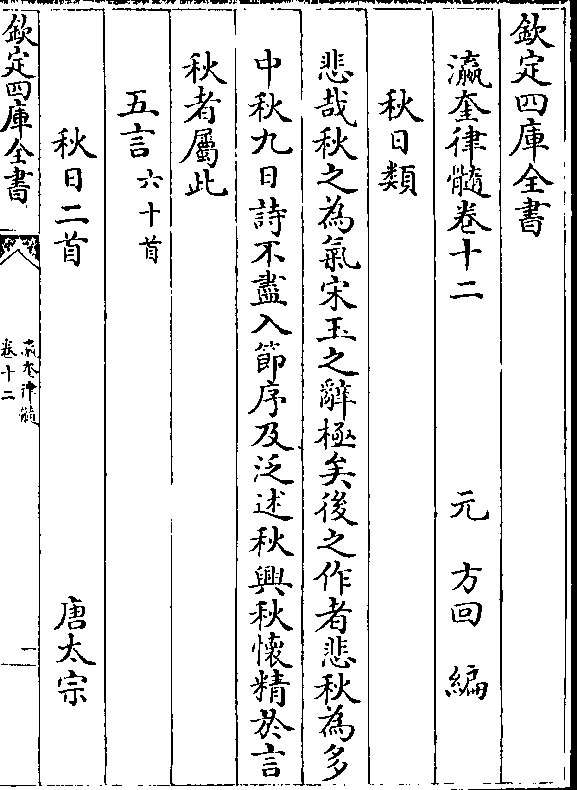 欽定四庫全書
瀛奎律髓卷十二
元 方回 編
秋日類
悲哉秋之為氣宋玉之辭極矣後之作者悲秋為多
中秋九日詩不盡入節序及泛述秋興秋懷精於言
秋者屬此
五言六十首
秋日二首 唐太宗
欽定四庫全書
瀛奎律髓
卷十二
一